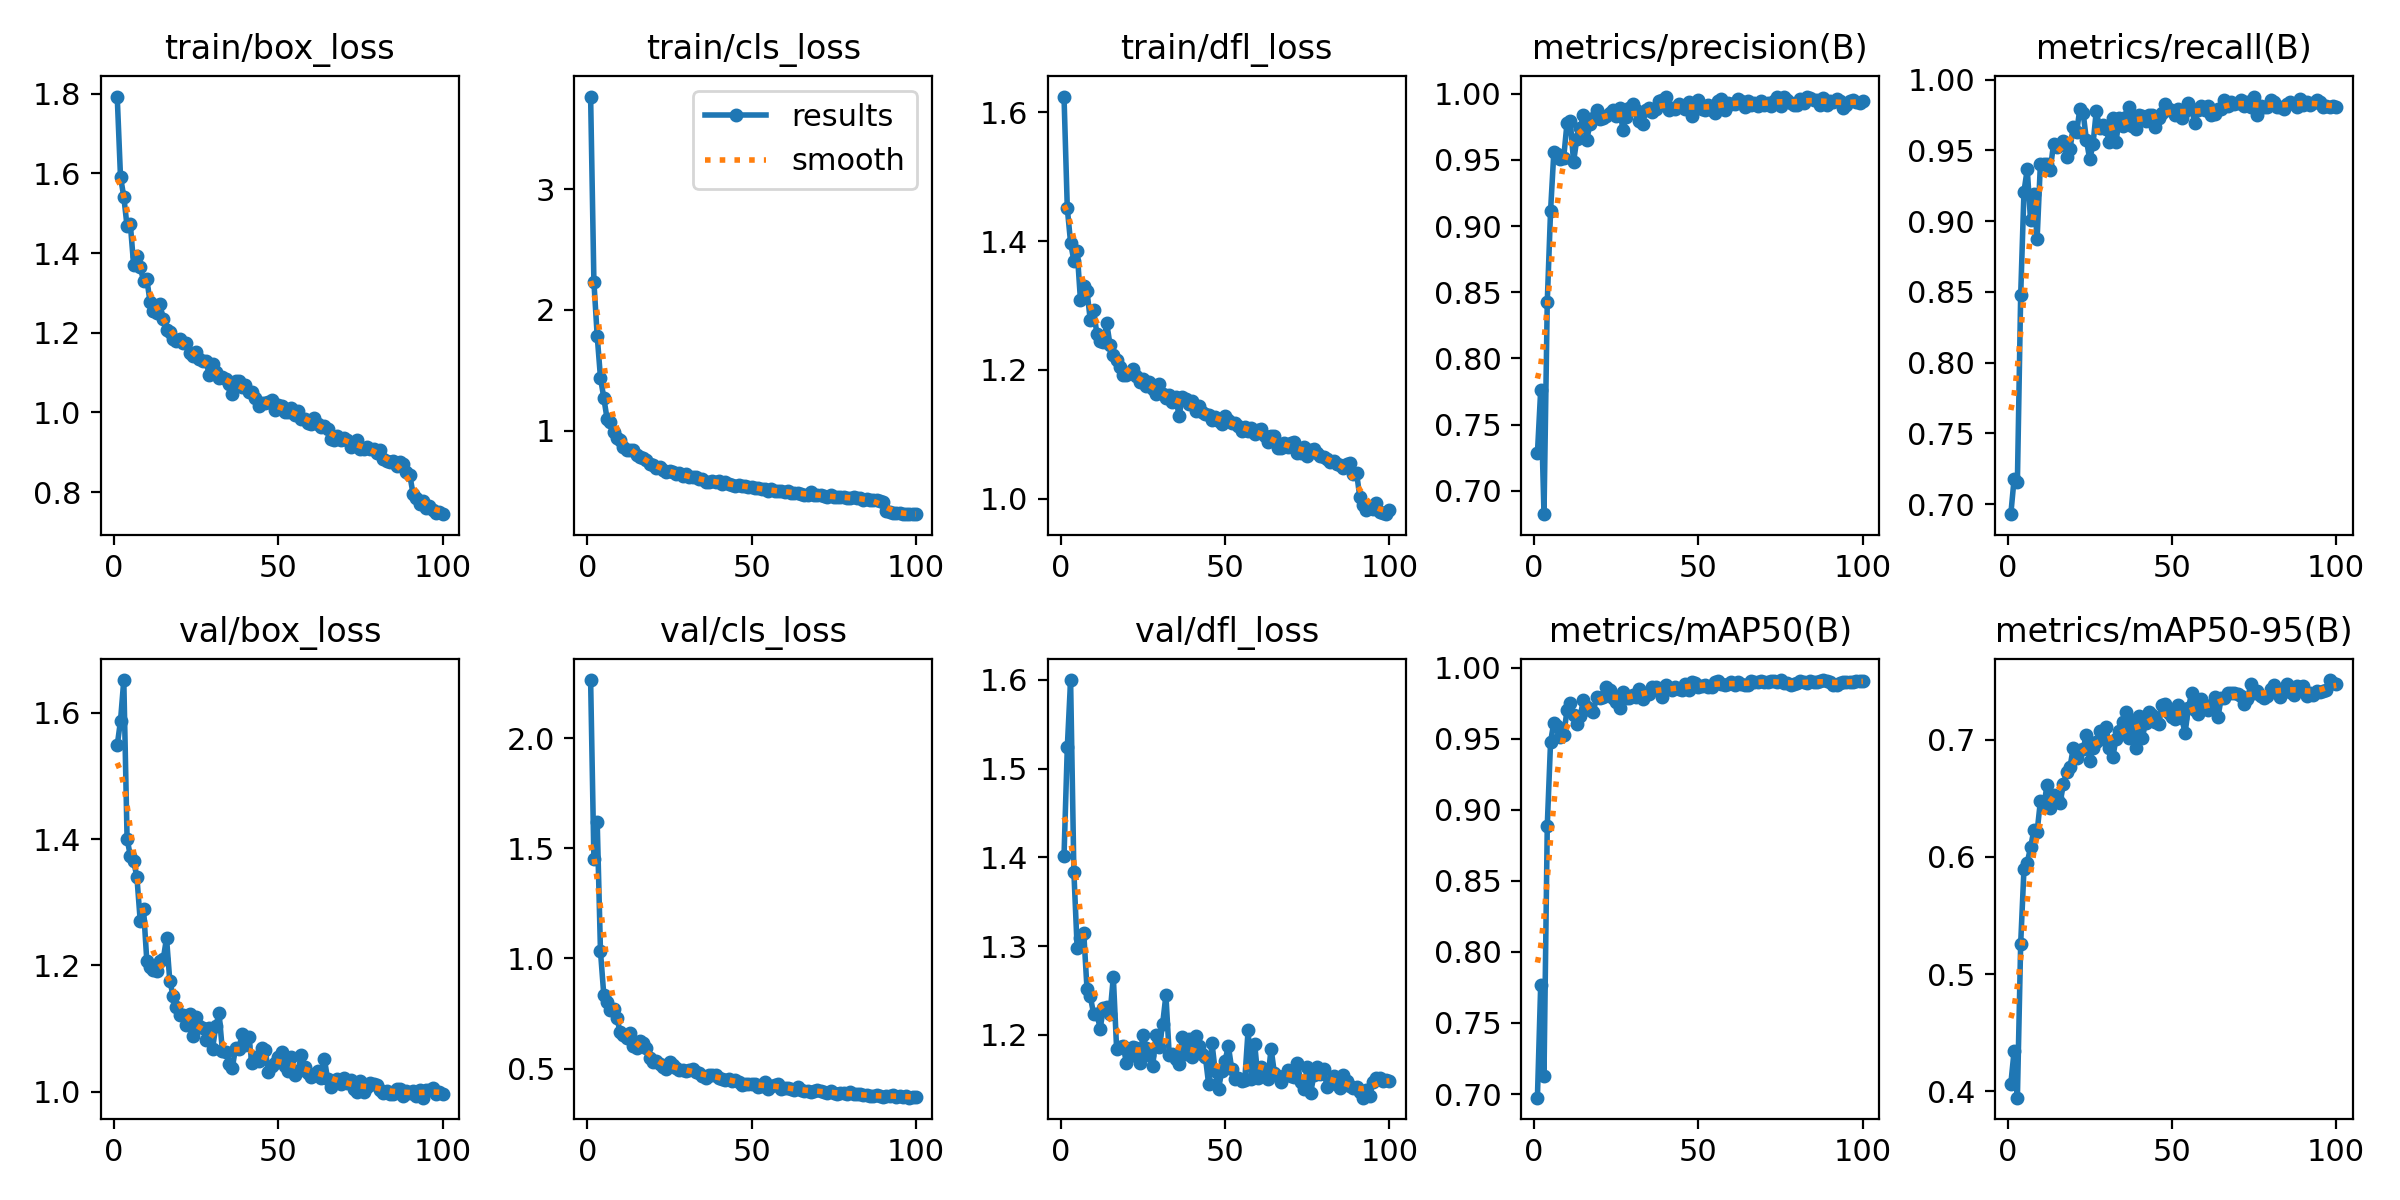 train/box_loss
1.8
1.6
1.4
1.2
1.0
0.8
0 50 100
train/cls_loss
results
smooth
3
2
1
0 50 100
train/dfl_loss
1.6
1.4
1.2
1.0
0 50 100
metrics/precision(B)
1.00
0.95
0.90
0.85
0.80
0.75
0.70
0 50 100
metrics/recall(B)
1.00
0.95
0.90
0.85
0.80
0.75
0.70
0 50 100
val/box_loss
1.6
1.4
1.2
1.0
0 50 100
val/cls_loss
2.0
1.5
1.0
0.5
0 50 100
val/dfl_loss
1.6
1.5
1.4
1.3
1.2
0 50 100
metrics/mAP50(B)
1.00
0.95
0.90
0.85
0.80
0.75
0.70
0 50 100
metrics/mAP50-95(B)
0.7
0.6
0.5
0.4
0 50 100